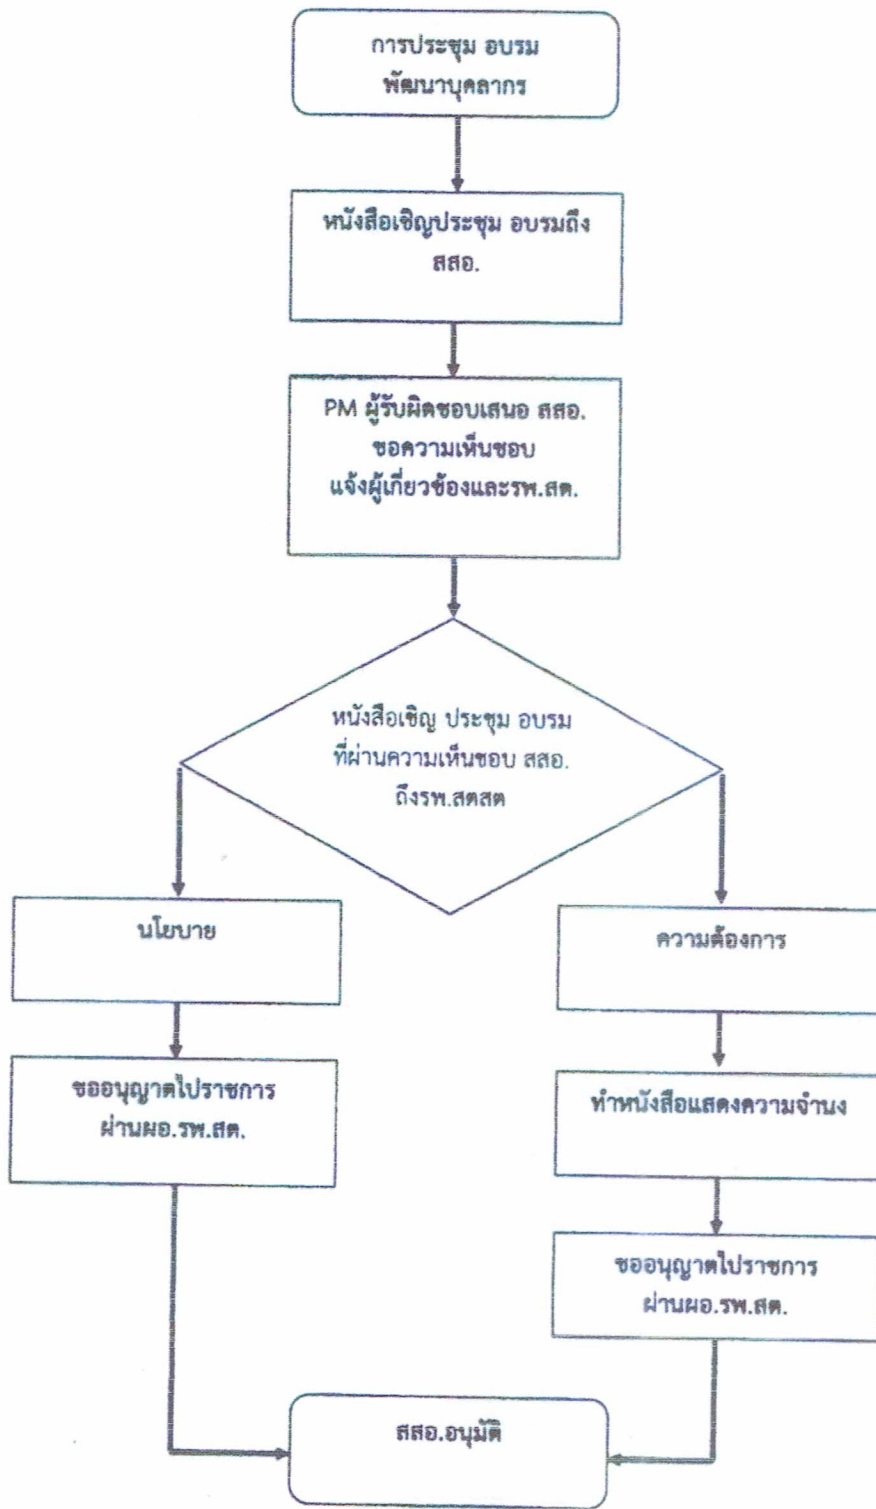 การประชุม อบรม
พัฒนาบุคลากร
หนังสือเชิญประชุม อบรมถึง
สสอ.
PM ผู้รับผิดชอบเสนอ สสอ.
ขอความเห็นชอบ
แจ้งผู้เกี่ยวข้องและรพ.สต.
หนังสือเชิญ ประชุม อบรม
ที่ผ่านความเห็นชอบ สสอ.
ถึงรพ.สตสต
นโยบาย
ความต้องการ
ขออนุญาตไปราชการ
ผ่านผอ.รพ.สต.
ทำหนังสือแสดงความจำนง
ขออนุญาตไปราชการ
ผ่านผอ.รพ.สต.
สสอ.อนุมัติ